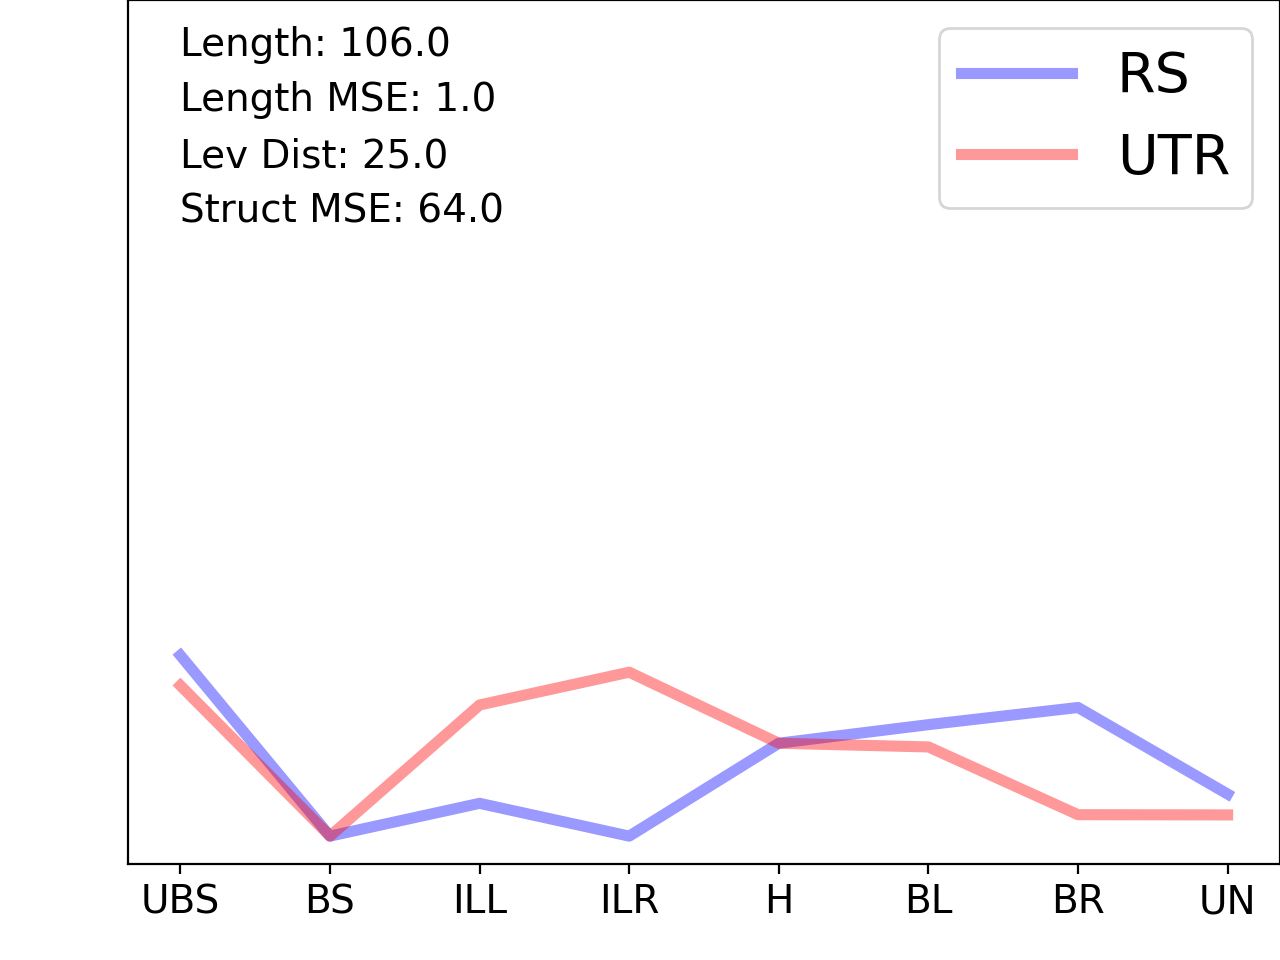 Length: 106.0
Length MSE: 1.0
Lev Dist: 25.0
Struct MSE: 64.0
RS
UTR
UBS BS ILL ILR H BL BR UN